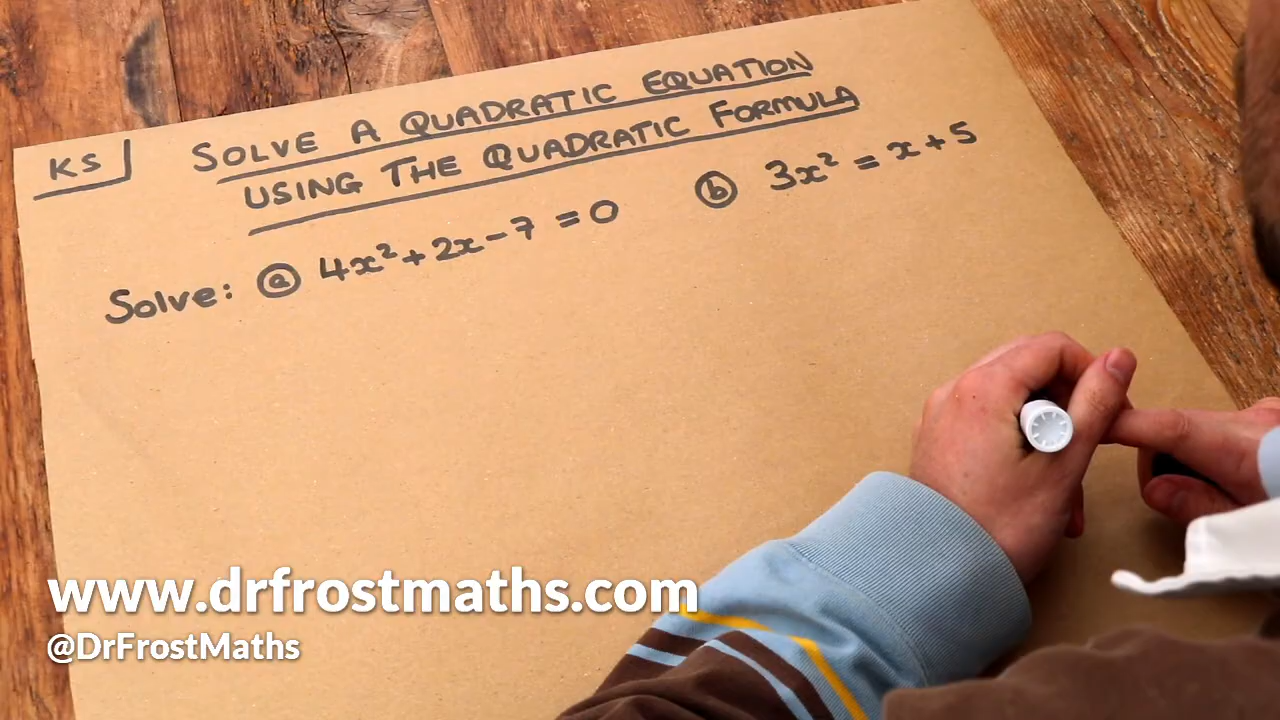 KS SOLVE A QUADRATIC EQUATION
USING THE QUADRATIC FORMULA
Solve: ⓐ 4x²+2x-7=0 ⓑ 3x² = x+5
www.drfrostmaths.com
@DrFrostMaths